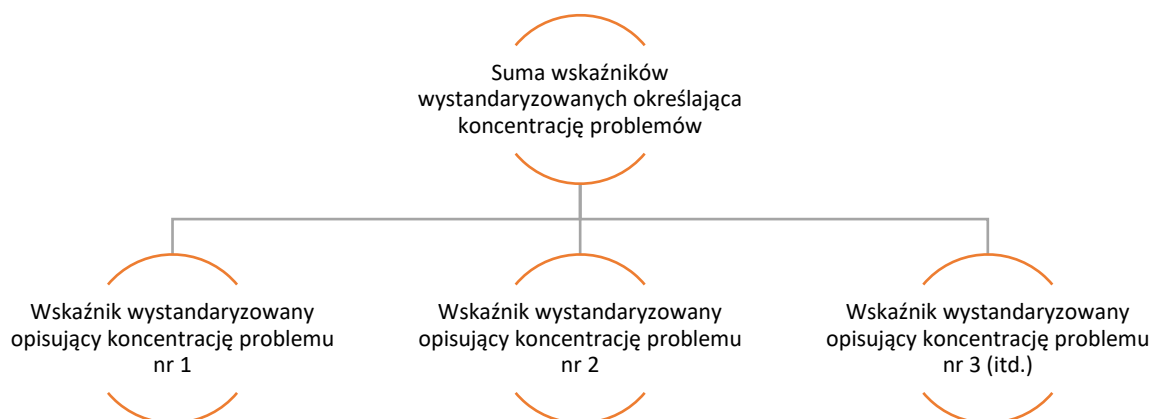 Suma wskaźników
wystandaryzowanych określająca
koncentrację problemów
Wskaźnik wystandaryzowany
opisujący koncentrację problemu
nr 1
Wskaźnik wystandaryzowany
opisujący koncentrację problemu
nr 2
Wskaźnik wystandaryzowany
opisujący koncentrację problemu
nr 3 (itd.)